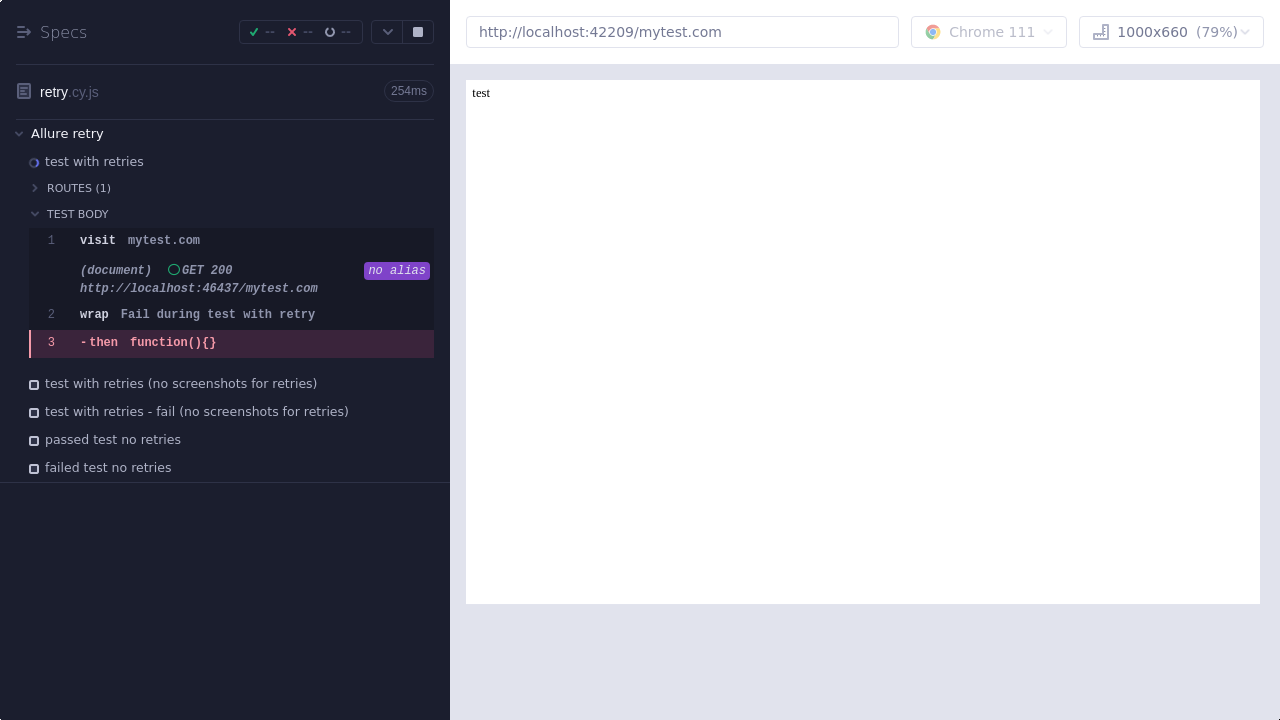 Specs
--
--
--
retry.cy.js
254ms
Allure retry
test with retries
ROUTES (1)
TEST BODY
1 visit mytest.com
(document) GET 200 no alias
http://localhost:46437/mytest.com
2 wrap Fail during test with retry
3 -then function(){}
test with retries (no screenshots for retries)
test with retries - fail (no screenshots for retries)
passed test no retries
failed test no retries
http://localhost:42209/mytest.com
Chrome 111
1000x660 (79%)
test